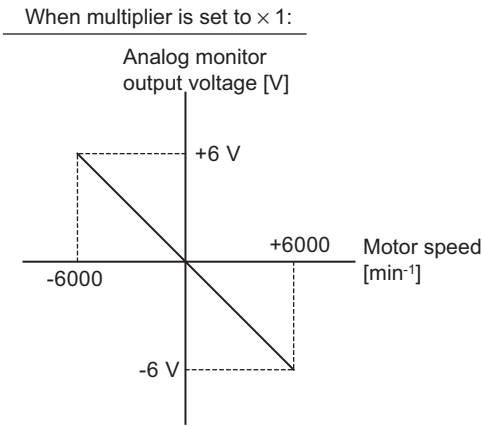 When multiplier is set to × 1:
Analog monitor
output voltage [V]
+6 V
+6000
Motor speed
[min-1]
-6000
-6 V